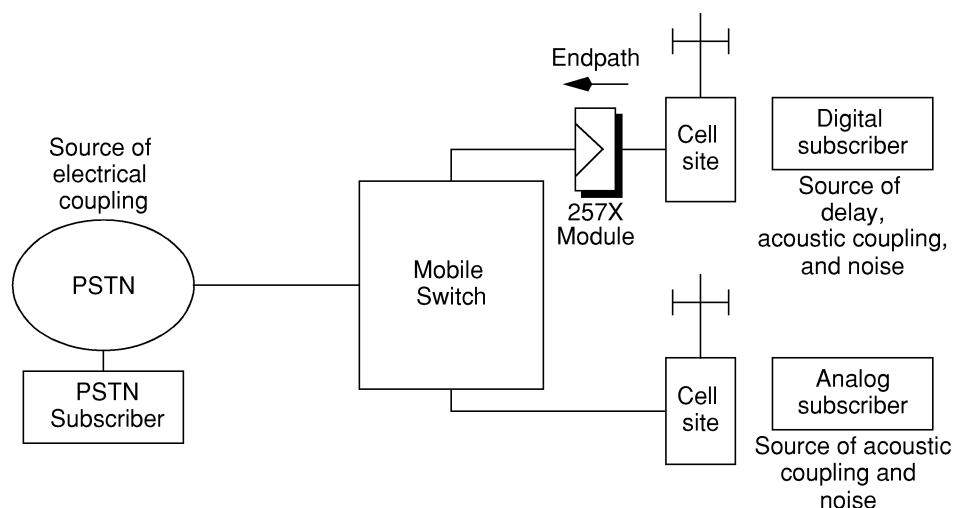 Source of
electrical
coupling
PSTN
PSTN
Subscriber
Mobile
Switch
Endpath
257X
Module
Cell
site
Digital
subscriber
Source of
delay,
acoustic coupling,
and noise
Cell
site
Analog
subscriber
Source of acoustic
coupling and
noise